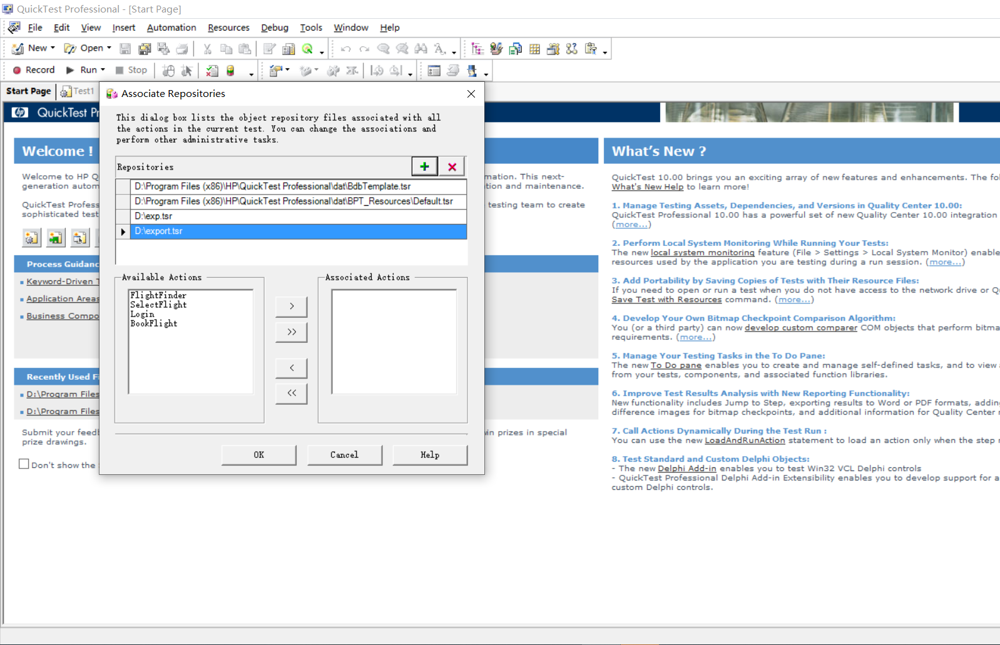 QuickTest Professional - [Start Page]
File Edit View Insert Automation Resources Debug Tools Window Help
New Open
Record Run Stop
Start Page Test1
Associate Repositories
This dialog box lists the object repository files associated with all
the actions in the current test. You can change the associations and
perform other administrative tasks.
Repositories
D:\Program Files (x86)\HP\QuickTest Professional\dat\BdbTemplate.tsr
D:\Program Files (x86)\HP\QuickTest Professional\dat\BPT_Resources\Default.tsr
D:\exp.tsr
D:\export.tsr
Available Actions
FlightFinder
SelectFlight
Login
BookFlight
>
>>
<
<<
Associated Actions
OK Cancel Help
hp QuickTest Pr
Welcome !
Welcome to HP Q
generation autom
mation. This next-
tion and maintenance.
QuickTest Profess
sophisticated test
testing team to create
Process Guidanc
Keyword-Driven T
Application Areas
Business Compo
Recently Used Fi
D:\Program Files
D:\Program Files
Submit your feedb
prize drawings.
in prizes in special
Don't show the
What's New ?
QuickTest 10.00 brings you an exciting array of new features and enhancements. The fo
What's New Help to learn more!
1. Manage Testing Assets, Dependencies, and Versions in Quality Center 10.00:
QuickTest Professional 10.00 has a powerful set of new Quality Center 10.00 integration
(more...)
2. Perform Local System Monitoring While Running Your Tests:
The new local system monitoring feature (File > Settings > Local System Monitor) enable
resources used by the application you are testing during a run session. (more...)
3. Add Portability by Saving Copies of Tests with Their Resource Files:
If you need to open or run a test when you do not have access to the network drive or Q
Save Test with Resources command. (more...)
4. Develop Your Own Bitmap Checkpoint Comparison Algorithm:
You (or a third party) can now develop custom comparer COM objects that perform bitma
requirements. (more...)
5. Manage Your Testing Tasks in the To Do Pane:
The new To Do pane enables you to create and manage self-defined tasks, and to view
from your tests, components, and associated function libraries.
6. Improve Test Results Analysis with New Reporting Functionality:
New functionality includes Jump to Step, exporting results to Word or PDF formats, adding
difference images for bitmap checkpoints, and additional information for Quality Center
7. Call Actions Dynamically During the Test Run :
You can use the new LoadAndRunAction statement to load an action only when the step
8. Test Standard and Custom Delphi Objects:
- The new Delphi Add-in enables you to test Win32 VCL Delphi controls
- QuickTest Professional Delphi Add-in Extensibility enables you to develop support for a
custom Delphi controls.